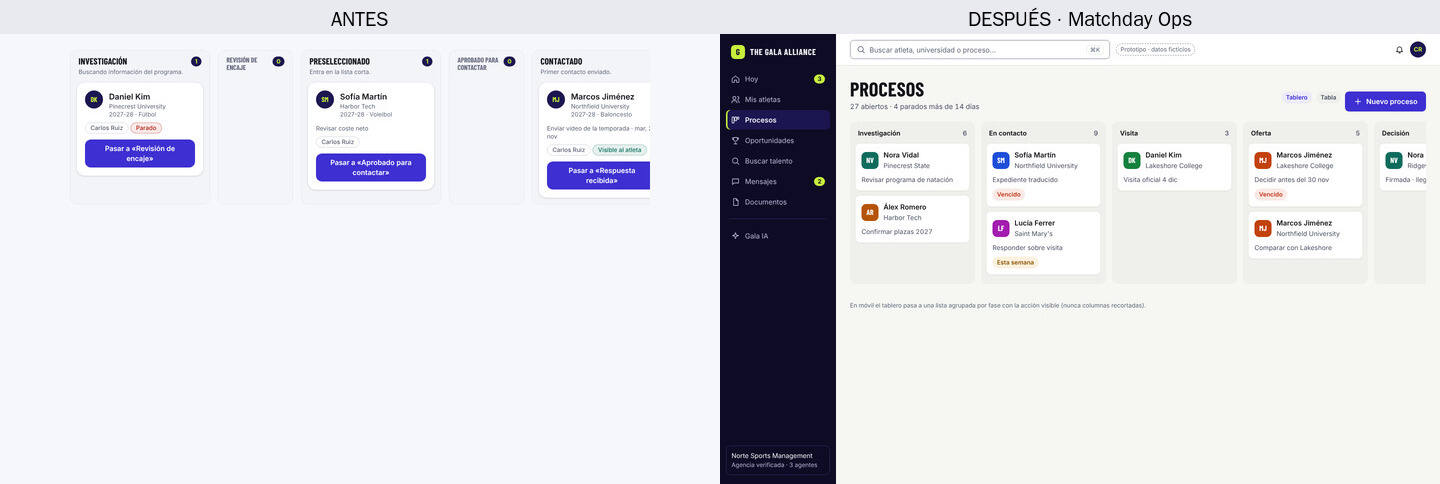 ANTES
DESPUÉS · Matchday Ops
INVESTIGACIÓN
1
Buscando información del programa.
DK
Daniel Kim
Pinecrest University
2027-28 · Fútbol
Carlos Ruiz
Parado
Pasar a «Revisión de
encaje»
REVISIÓN DE
ENCAJE
0
PRESELECCIONADO
1
Entra en la lista corta.
SM
Sofía Martín
Harbor Tech
2027-28 · Voleibol
Revisar coste neto
Carlos Ruiz
Pasar a «Aprobado para
contactar»
APROBADO PARA
CONTACTAR
0
CONTACTADO
Primer contacto enviado.
MJ
Marcos Jiménez
Northfield University
2027-28 · Baloncesto
Enviar vídeo de la temporada · mar,
nov
Carlos Ruiz
Visible al atleta
Pasar a «Respuesta
recibida»
G
THE GALA ALLIANCE
Hoy
3
Mis atletas
Procesos
Oportunidades
Buscar talento
Mensajes
2
Documentos
Gala IA
Norte Sports Management
Agencia verificada · 3 agentes
Buscar atleta, universidad o proceso...
⌘K
Prototipo · datos ficticios
CR
PROCESOS
27 abiertos · 4 parados más de 14 días
Tablero
Tabla
+ Nuevo proceso
Investigación
6
NV
Nora Vidal
Pinecrest State
Revisar programa de natación
AR
Álex Romero
Harbor Tech
Confirmar plazas 2027
En contacto
9
SM
Sofía Martín
Northfield University
Expediente traducido
Vencido
LF
Lucía Ferrer
Saint Mary's
Responder sobre visita
Esta semana
Visita
3
DK
Daniel Kim
Lakeshore College
Visita oficial 4 dic
Oferta
5
MJ
Marcos Jiménez
Lakeshore College
Decidir antes del 30 nov
Vencido
MJ
Marcos Jiménez
Northfield University
Comparar con Lakeshore
Decisión
NV
Nora
Ridge
Firmada · lleg
En móvil el tablero pasa a una lista agrupada por fase con la acción visible (nunca columnas recortadas).